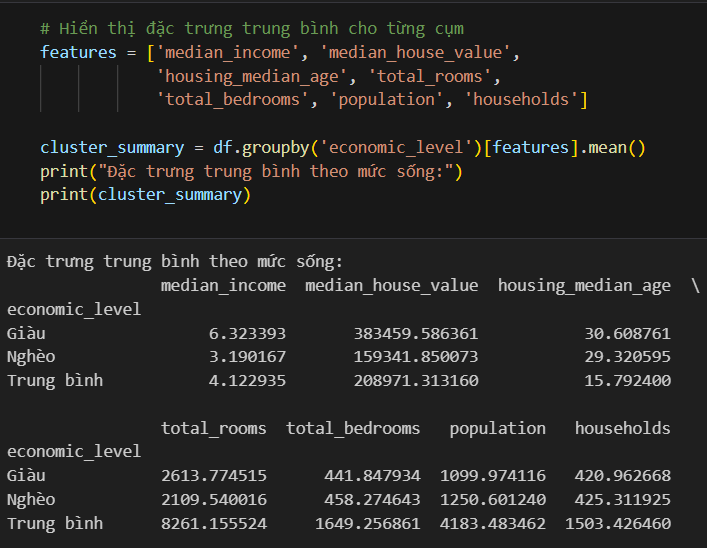 # Hiển thị đặc trưng trung bình cho từng cụm
features = ['median_income', 'median_house_value',
'housing_median_age', 'total_rooms',
'total_bedrooms', 'population', 'households']
cluster_summary = df.groupby('economic_level')[features].mean()
print("Đặc trưng trung bình theo mức sống:")
print(cluster_summary)
Đặc trưng trung bình theo mức sống:
median_income median_house_value housing_median_age \
economic_level
Giàu 6.323393 383459.586361 30.608761
Nghèo 3.190167 159341.850073 29.320595
Trung bình 4.122935 208971.313160 15.792400
total_rooms total_bedrooms population households
economic_level
Giàu 2613.774515 441.847934 1099.974116 420.962668
Nghèo 2109.540016 458.274643 1250.601240 425.311925
Trung bình 8261.155524 1649.256861 4183.483462 1503.426460